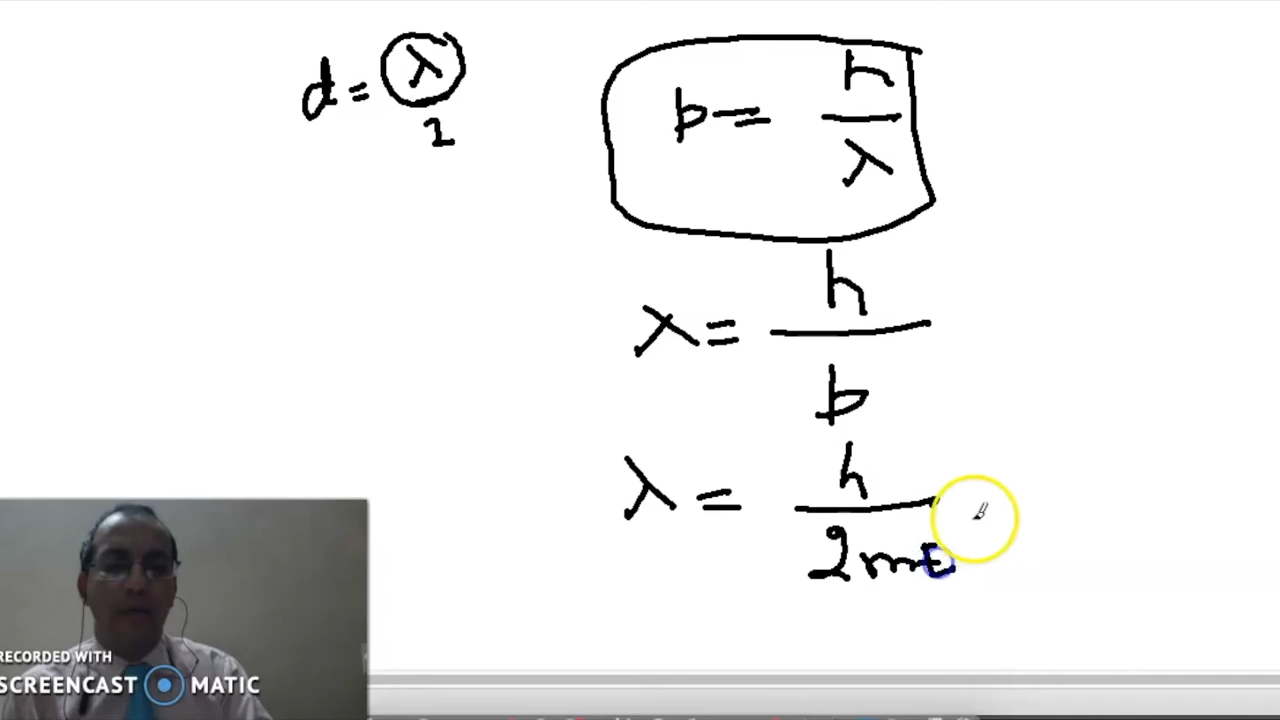 d = λ/2
p = h/λ
λ = h/p
λ = h/2mE
RECORDED WITH
SCREENCAST MATIC